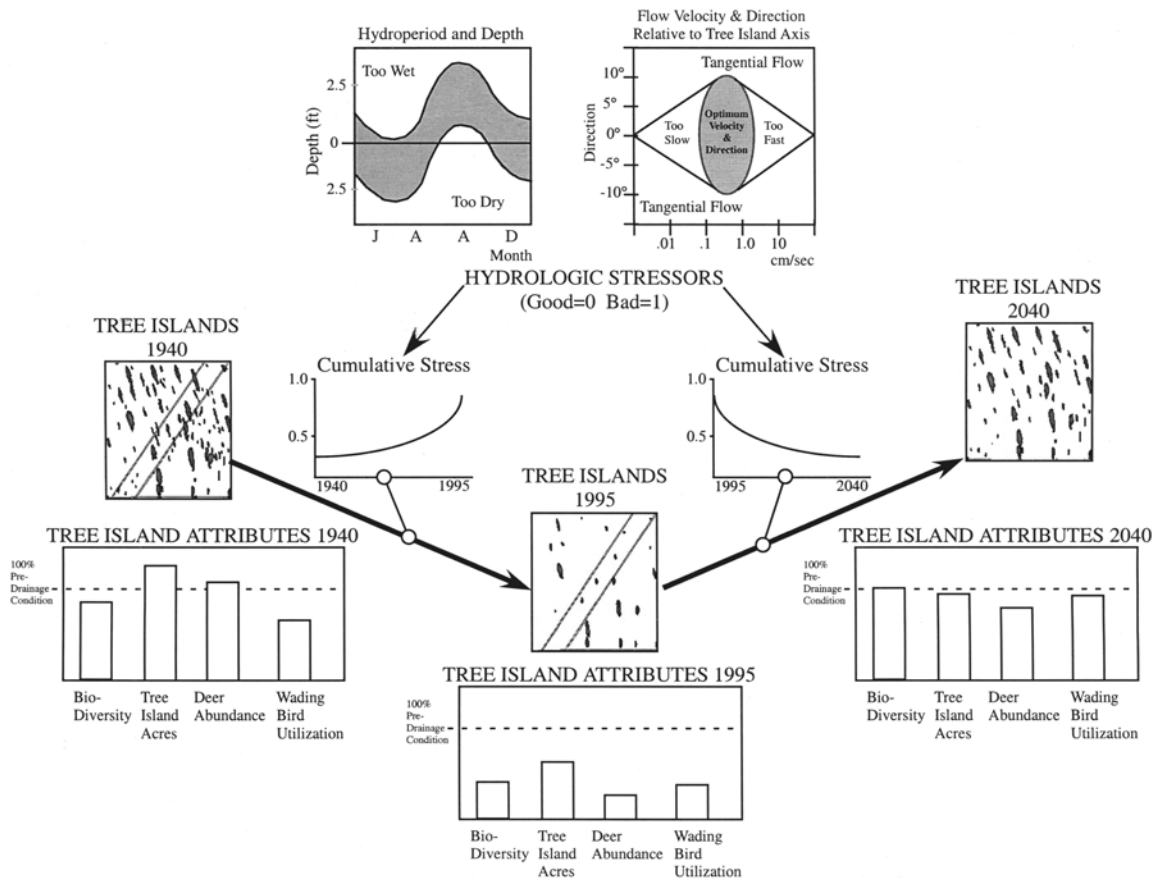 Hydroperiod and Depth
Too Wet
2.5
0
2.5
Depth (ft)
Too Dry
J A A D
Month
Flow Velocity & Direction
Relative to Tree Island Axis
Tangential Flow
10°
5°
0°
-5°
-10°
Direction
Too
Slow
Optimum
Velocity
&
Direction
Too
Fast
Tangential Flow
.01 .1 1.0 10
cm/sec
HYDROLOGIC STRESSORS
(Good=0 Bad=1)
TREE ISLANDS
1940
Cumulative Stress
1.0
0.5
1940 1995
Cumulative Stress
1.0
0.5
1995 2040
TREE ISLANDS
2040
TREE ISLANDS
1995
TREE ISLAND ATTRIBUTES 1940
100%
Pre-
Drainage
Condition
Bio-
Diversity
Tree
Island
Acres
Deer
Abundance
Wading
Bird
Utilization
TREE ISLAND ATTRIBUTES 1995
100%
Pre-
Drainage
Condition
Bio-
Diversity
Tree
Island
Acres
Deer
Abundance
Wading
Bird
Utilization
TREE ISLAND ATTRIBUTES 2040
100%
Pre-
Drainage
Condition
Bio-
Diversity
Tree
Island
Acres
Deer
Abundance
Wading
Bird
Utilization